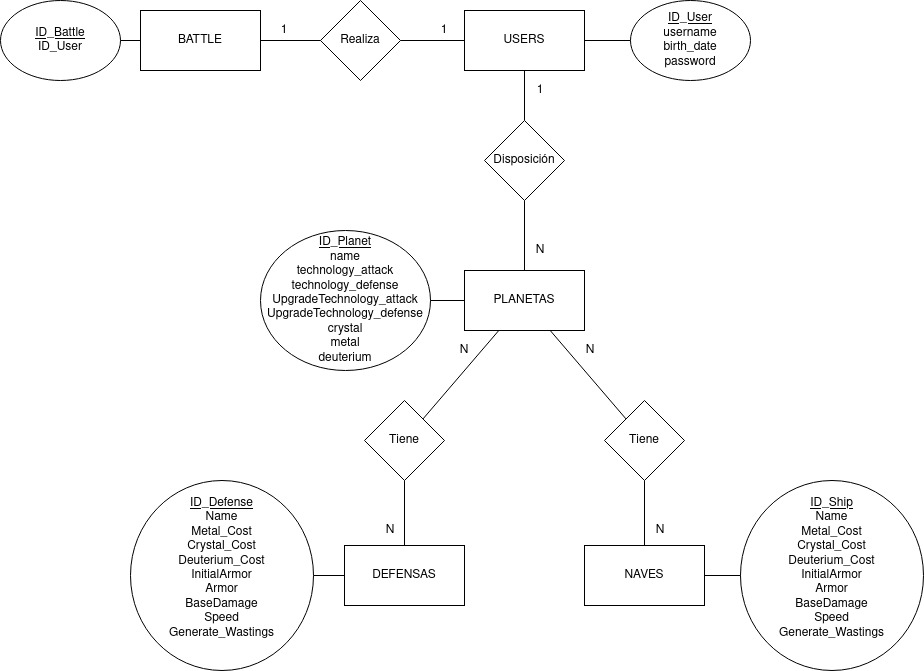 ID_Battle
ID_User
BATTLE
1
Realiza
1
USERS
ID_User
username
birth_date
password
1
Disposición
N
ID_Planet
name
technology_attack
technology_defense
UpgradeTechnology_attack
UpgradeTechnology_defense
crystal
metal
deuterium
PLANETAS
N
N
Tiene
Tiene
N
N
ID_Defense
Name
Metal_Cost
Crystal_Cost
Deuterium_Cost
InitialArmor
Armor
BaseDamage
Speed
Generate_Wastings
DEFENSAS
NAVES
ID_Ship
Name
Metal_Cost
Crystal_Cost
Deuterium_Cost
InitialArmor
Armor
BaseDamage
Speed
Generate_Wastings